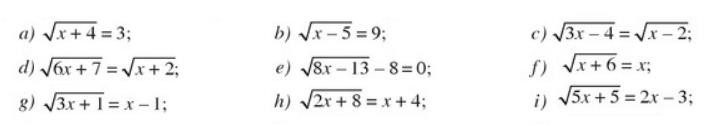 a) √x + 4 = 3; b) √x – 5 = 9; c) √3x – 4 = √x – 2;
d) √6x + 7 = √x + 2; e) √8x – 13 – 8 = 0; f) √x + 6 = x;
g) √3x + 1 = x – 1; h) √2x + 8 = x + 4; i) √5x + 5 = 2x – 3;